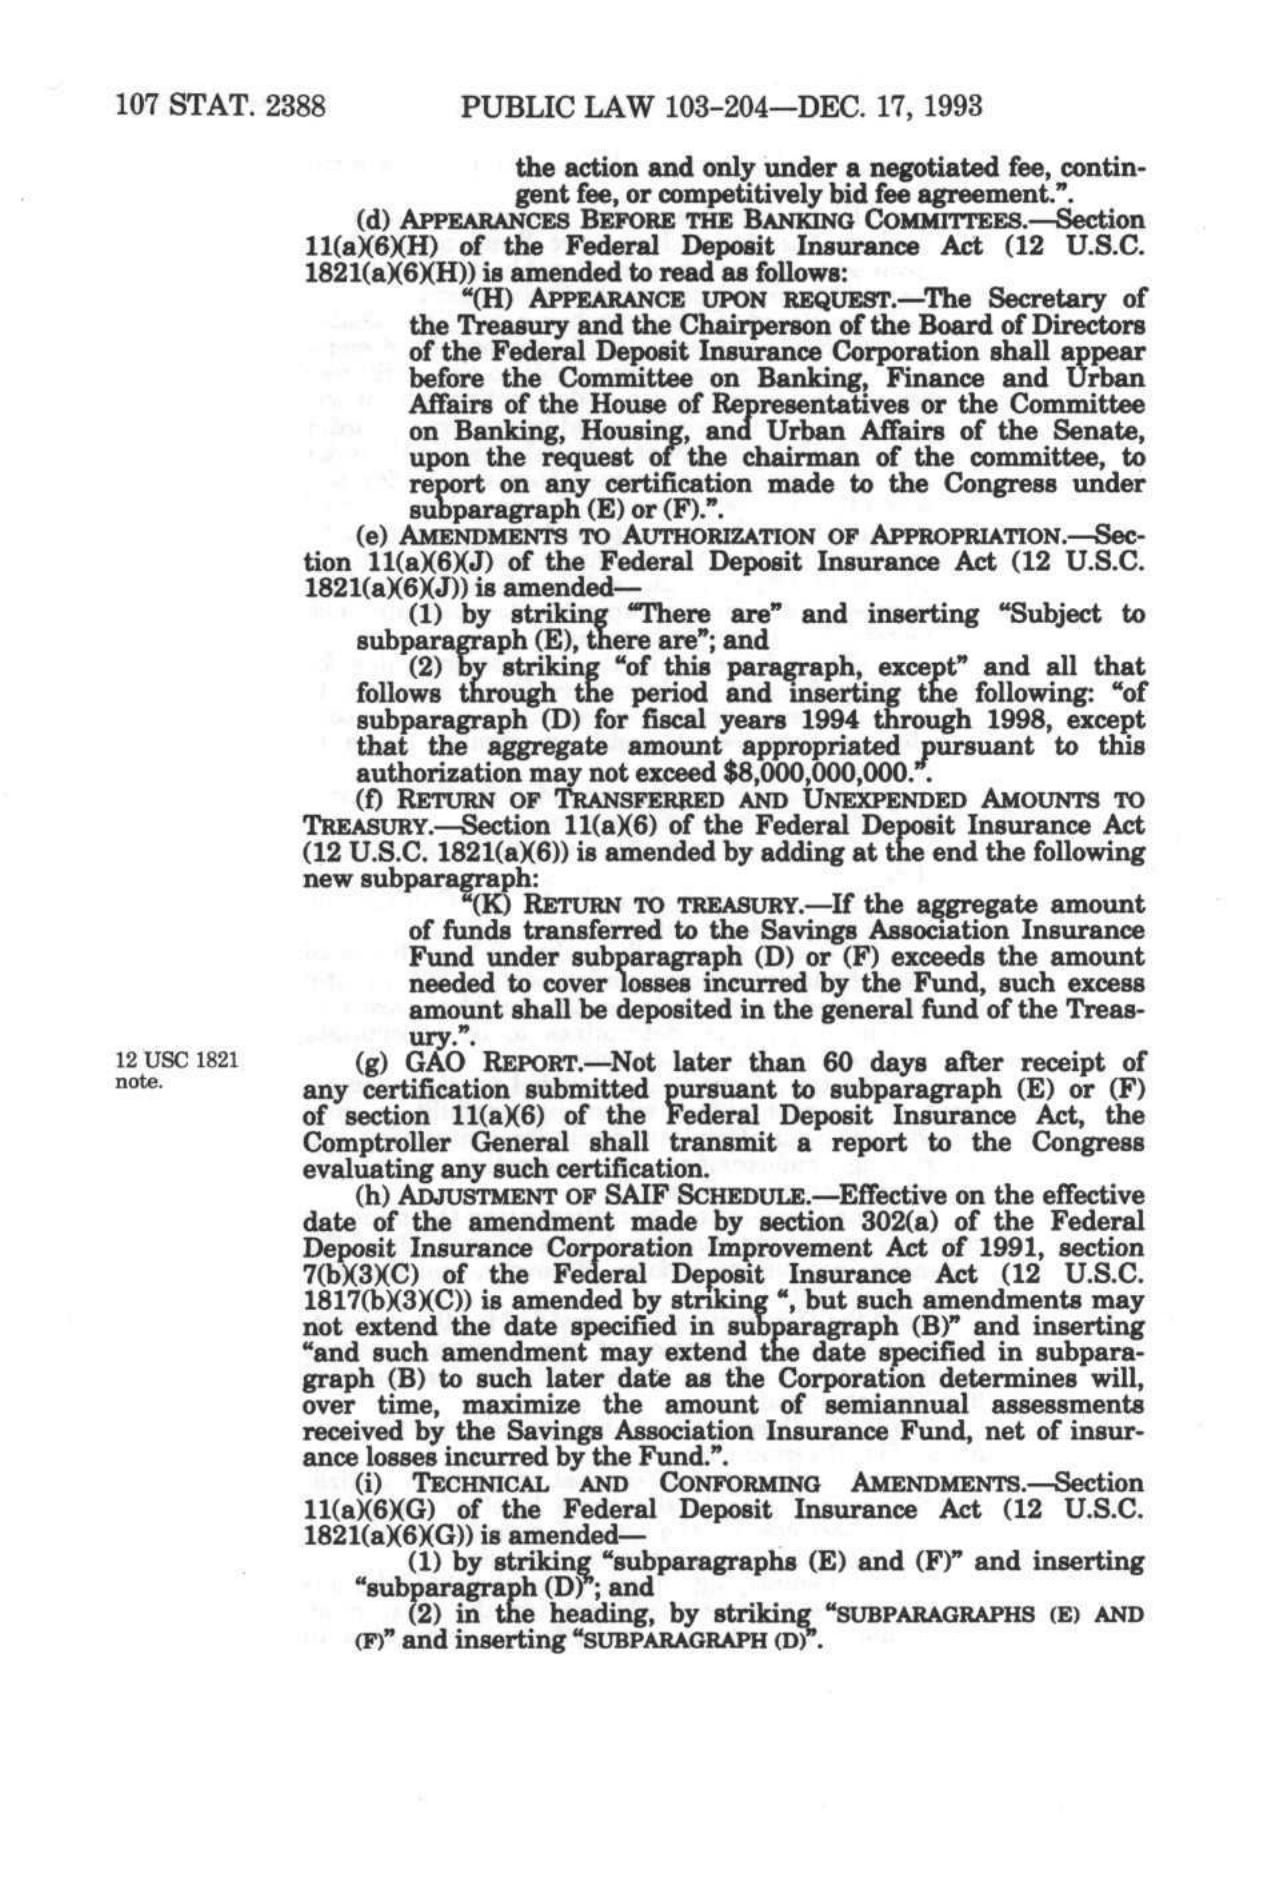 107 STAT. 2388 PUBLIC LAW 103-204—DEC. 17, 1993
the action and only under a negotiated fee, contin-
gent fee, or competitively bid fee agreement.”.
(d) APPEARANCES BEFORE THE BANKING COMMITTEES.—Section
11(a)(6)(H) of the Federal Deposit Insurance Act (12 U.S.C.
1821(a)(6)(H)) is amended to read as follows:
“(H) APPEARANCE UPON REQUEST.—The Secretary of
the Treasury and the Chairperson of the Board of Directors
of the Federal Deposit Insurance Corporation shall appear
before the Committee on Banking, Finance and Urban
Affairs of the House of Representatives or the Committee
on Banking, Housing, and Urban Affairs of the Senate,
upon the request of the chairman of the committee, to
report on any certification made to the Congress under
subparagraph (E) or (F).”.
(e) AMENDMENTS TO AUTHORIZATION OF APPROPRIATION.—Sec-
tion 11(a)(6)(J) of the Federal Deposit Insurance Act (12 U.S.C.
1821(a)(6)(J)) is amended—
(1) by striking “There are” and inserting “Subject to
subparagraph (E), there are”; and
(2) by striking “of this paragraph, except” and all that
follows through the period and inserting the following: “of
subparagraph (D) for fiscal years 1994 through 1998, except
that the aggregate amount appropriated pursuant to this
authorization may not exceed $8,000,000,000.”.
(f) RETURN OF TRANSFERRED AND UNEXPENDED AMOUNTS TO
TREASURY.—Section 11(a)(6) of the Federal Deposit Insurance Act
(12 U.S.C. 1821(a)(6)) is amended by adding at the end the following
new subparagraph:
“(K) RETURN TO TREASURY.—If the aggregate amount
of funds transferred to the Savings Association Insurance
Fund under subparagraph (D) or (F) exceeds the amount
needed to cover losses incurred by the Fund, such excess
amount shall be deposited in the general fund of the Treas-
ury.”.
12 USC 1821
note.
(g) GAO REPORT.—Not later than 60 days after receipt of
any certification submitted pursuant to subparagraph (E) or (F)
of section 11(a)(6) of the Federal Deposit Insurance Act, the
Comptroller General shall transmit a report to the Congress
evaluating any such certification.
(h) ADJUSTMENT OF SAIF SCHEDULE.—Effective on the effective
date of the amendment made by section 302(a) of the Federal
Deposit Insurance Corporation Improvement Act of 1991, section
7(b)(3)(C) of the Federal Deposit Insurance Act (12 U.S.C.
1817(b)(3)(C)) is amended by striking “, but such amendments may
not extend the date specified in subparagraph (B)” and inserting
“and such amendment may extend the date specified in subpara-
graph (B) to such later date as the Corporation determines will,
over time, maximize the amount of semiannual assessments
received by the Savings Association Insurance Fund, net of insur-
ance losses incurred by the Fund.”.
(i) TECHNICAL AND CONFORMING AMENDMENTS.—Section
11(a)(6)(G) of the Federal Deposit Insurance Act (12 U.S.C.
1821(a)(6)(G)) is amended—
(1) by striking “subparagraphs (E) and (F)” and inserting
“subparagraph (D)”; and
(2) in the heading, by striking “SUBPARAGRAPHS (E) AND
(F)” and inserting “SUBPARAGRAPH (D)”.